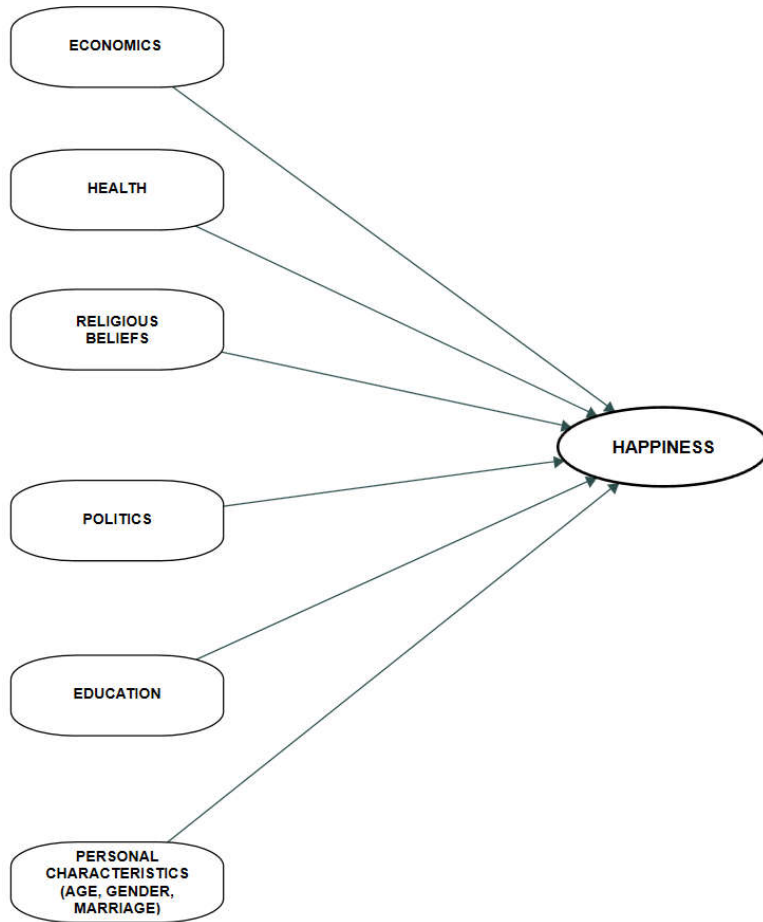 ECONOMICS
HEALTH
RELIGIOUS
BELIEFS
HAPPINESS
POLITICS
EDUCATION
PERSONAL
CHARACTERISTICS
(AGE, GENDER,
MARRIAGE)